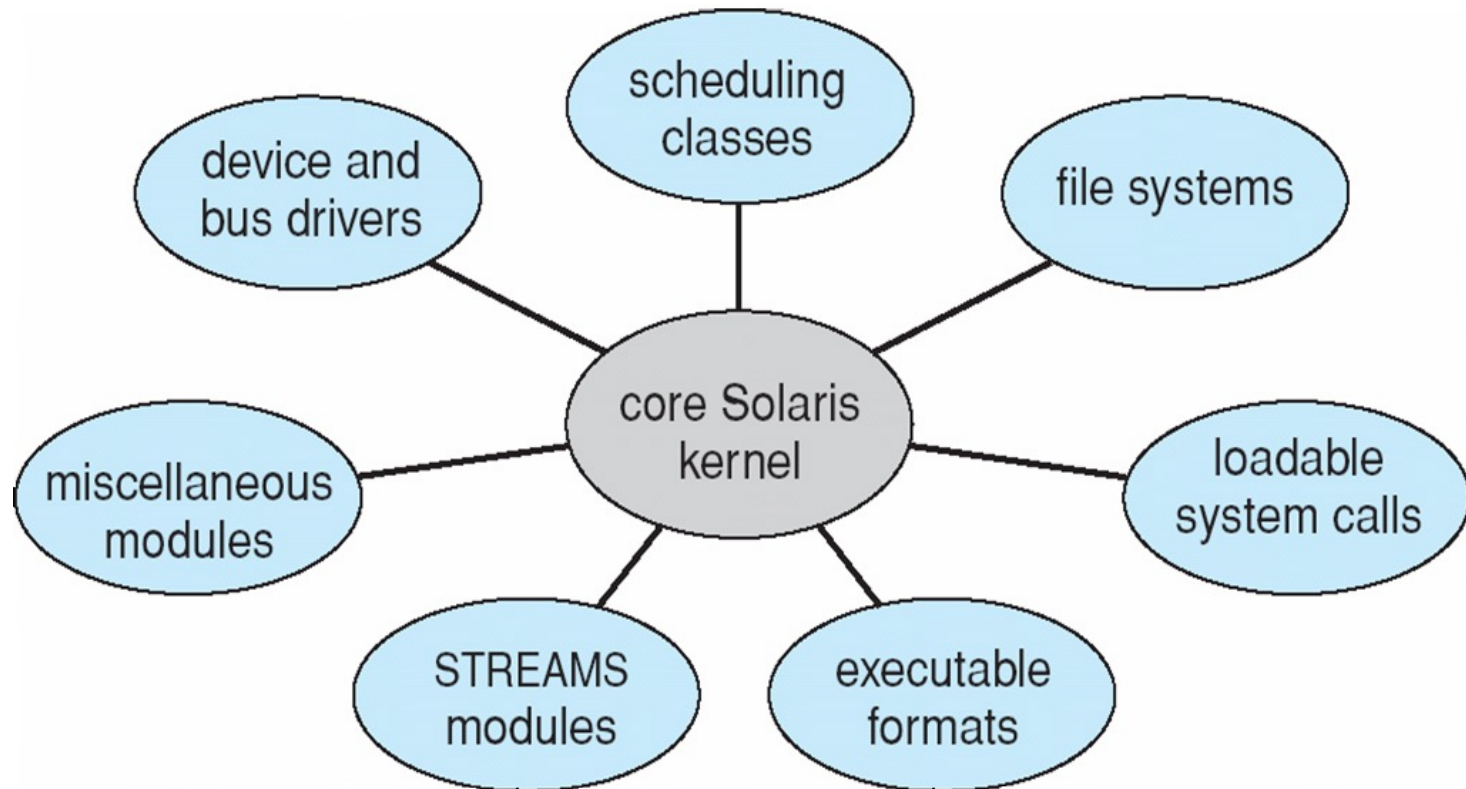 scheduling
classes
device and
bus drivers
file systems
core Solaris
kernel
miscellaneous
modules
loadable
system calls
STREAMS
modules
executable
formats